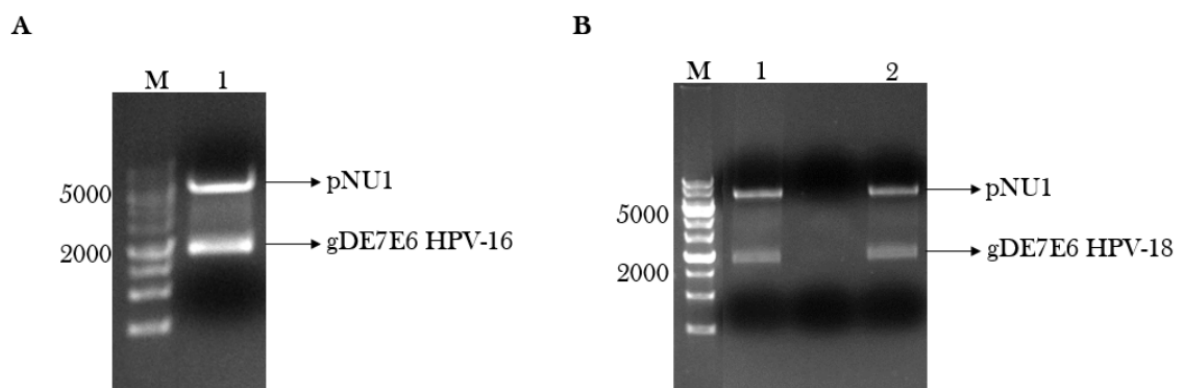 A
M 1
5000
2000
pNU1
gDE7E6 HPV-16
B
M 1 2
5000
2000
pNU1
gDE7E6 HPV-18